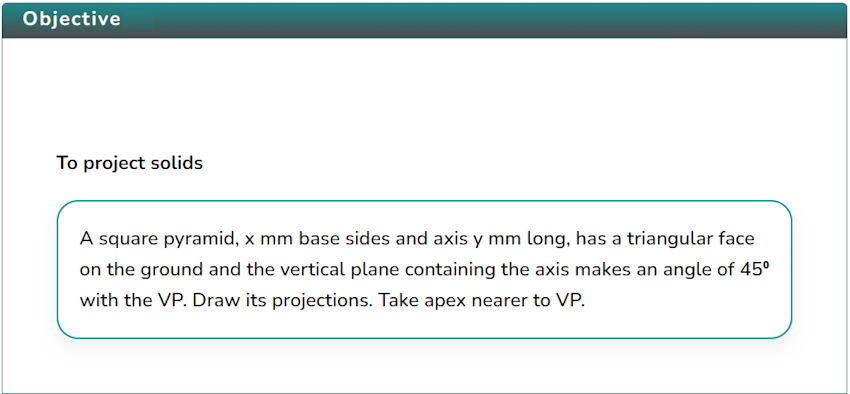 Objective
To project solids
A square pyramid, x mm base sides and axis y mm long, has a triangular face
on the ground and the vertical plane containing the axis makes an angle of 45⁰
with the VP. Draw its projections. Take apex nearer to VP.